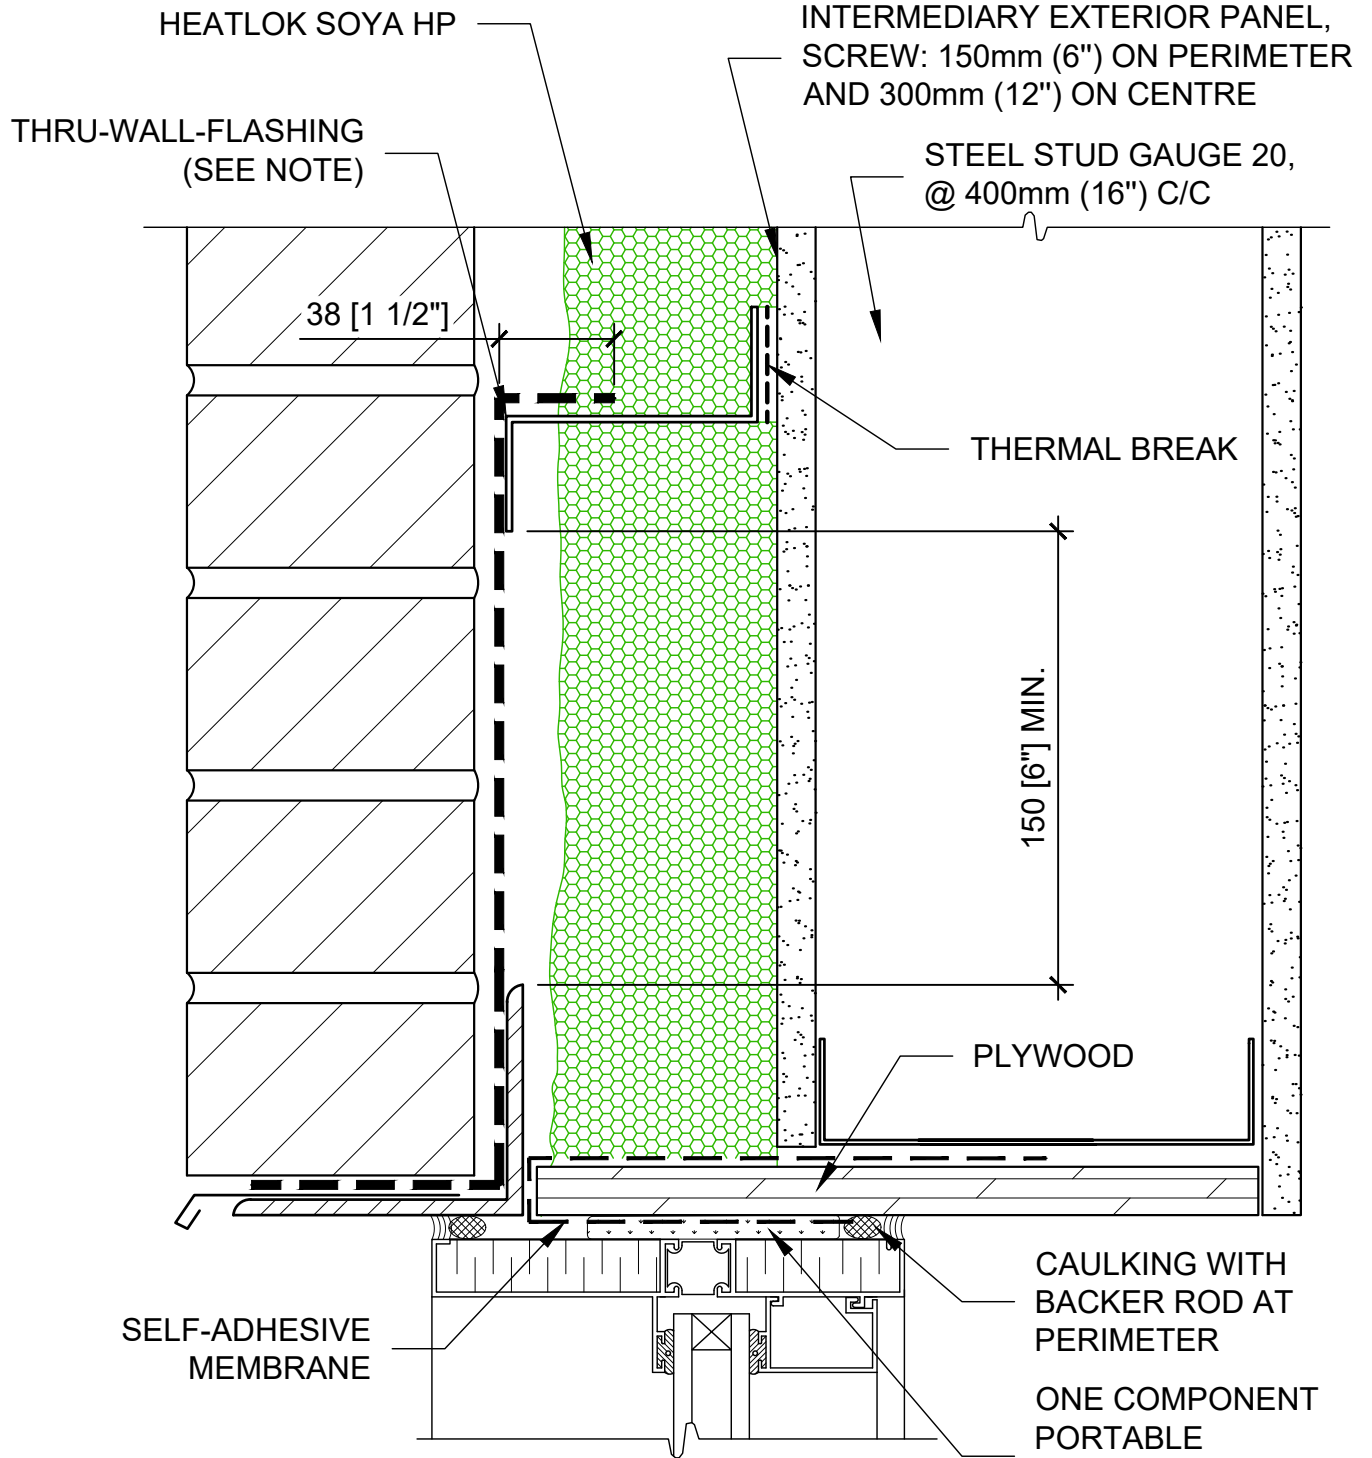 HEATLOK SOYA HP
INTERMEDIARY EXTERIOR PANEL,
SCREW: 150mm (6") ON PERIMETER
AND 300mm (12") ON CENTRE
THRU-WALL-FLASHING
(SEE NOTE)
STEEL STUD GAUGE 20,
@ 400mm (16") C/C
38 [1 1/2"]
THERMAL BREAK
150 [6"] MIN.
PLYWOOD
CAULKING WITH
BACKER ROD AT
PERIMETER
SELF-ADHESIVE
MEMBRANE
ONE COMPONENT
PORTABLE